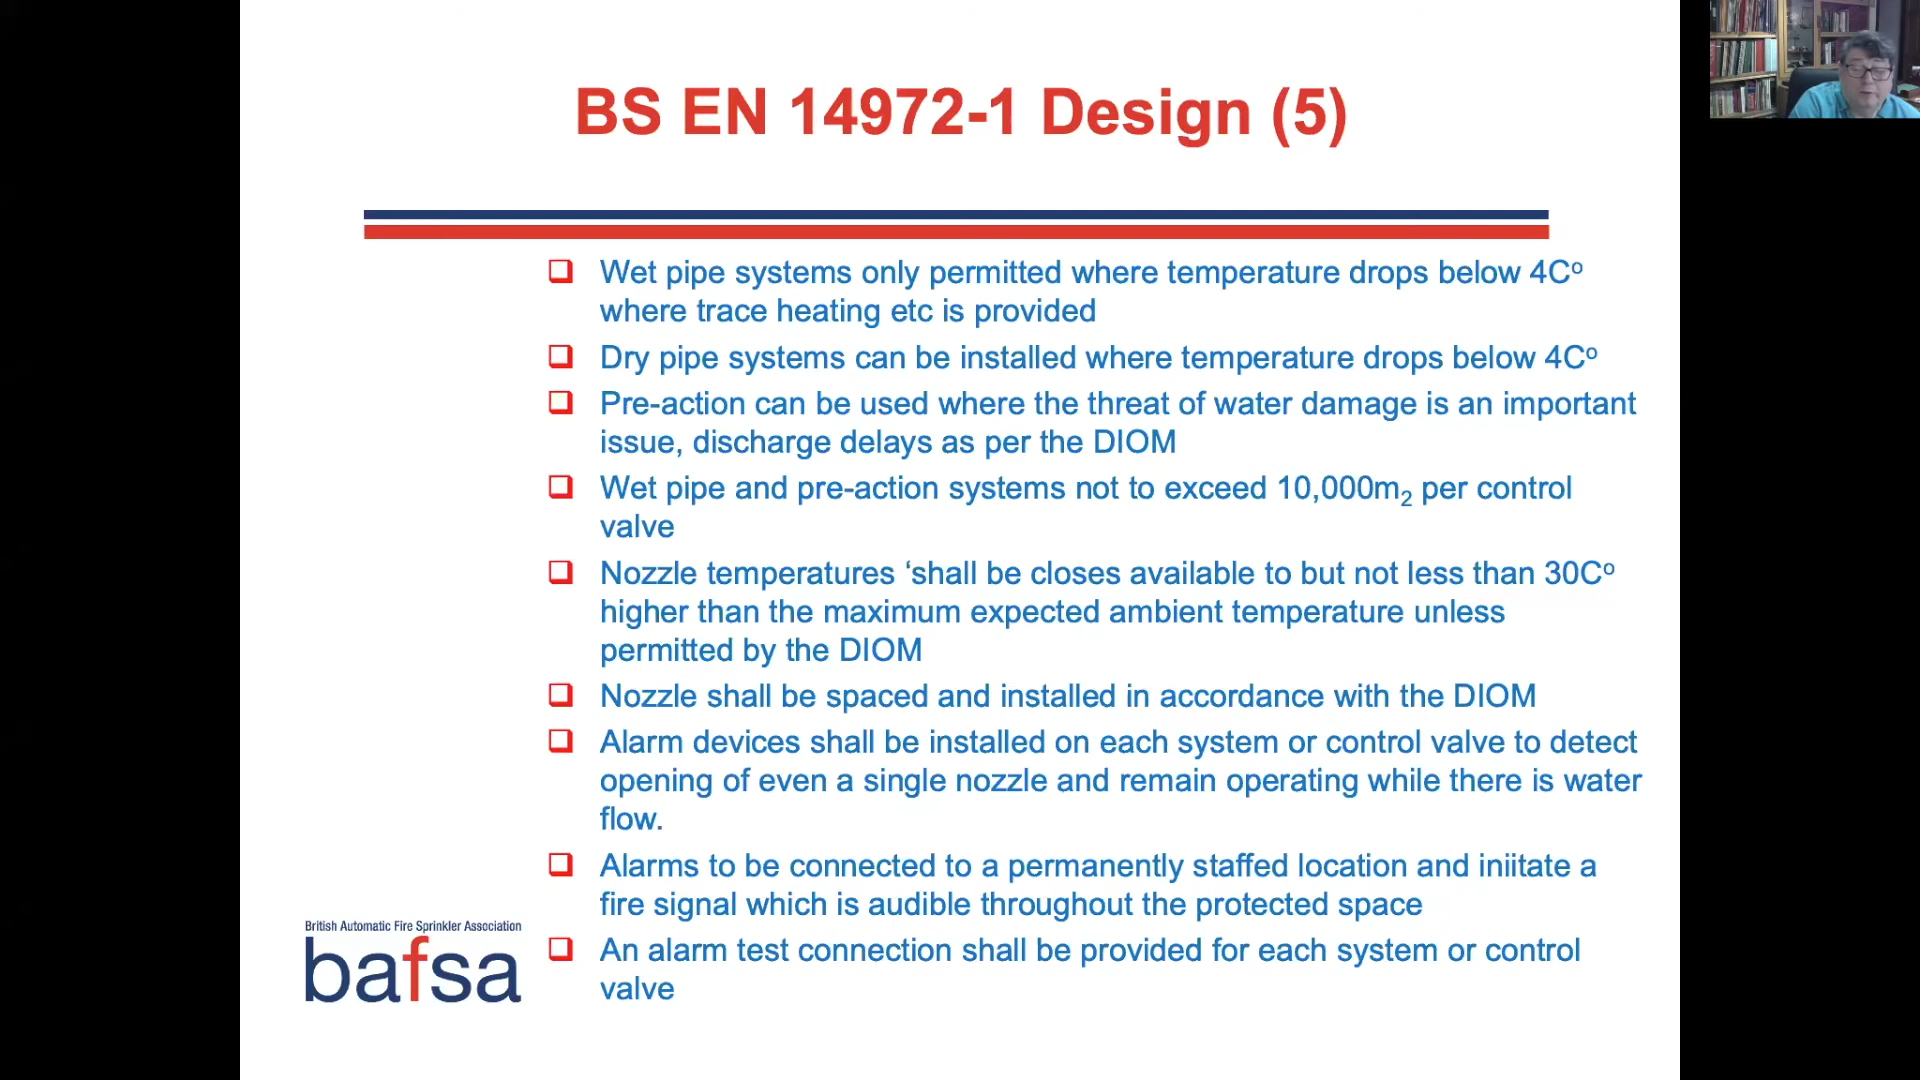 BS EN 14972-1 Design (5)
Wet pipe systems only permitted where temperature drops below 4Cº
where trace heating etc is provided
Dry pipe systems can be installed where temperature drops below 4Cº
Pre-action can be used where the threat of water damage is an important
issue, discharge delays as per the DIOM
Wet pipe and pre-action systems not to exceed 10,000m₂ per control
valve
Nozzle temperatures ‘shall be closes available to but not less than 30Cº
higher than the maximum expected ambient temperature unless
permitted by the DIOM
Nozzle shall be spaced and installed in accordance with the DIOM
Alarm devices shall be installed on each system or control valve to detect
opening of even a single nozzle and remain operating while there is water
flow.
Alarms to be connected to a permanently staffed location and iniitate a
fire signal which is audible throughout the protected space
An alarm test connection shall be provided for each system or control
valve
British Automatic Fire Sprinkler Association
bafsa